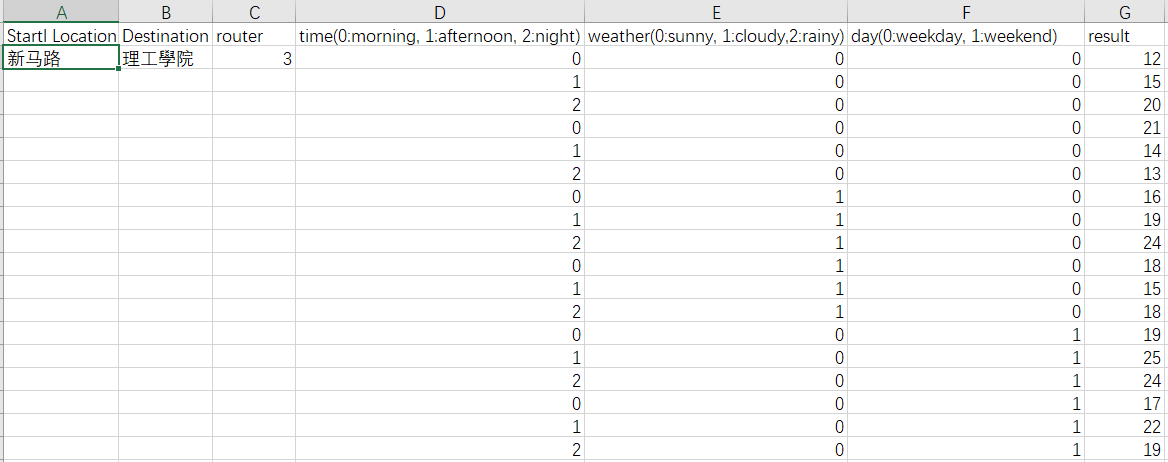 A B C D E F G
Startl Location Destination router time(0:morning, 1:afternoon, 2:night) weather(0:sunny, 1:cloudy,2:rainy) day(0:weekday, 1:weekend) result
新马路 理工學院 3 0 0 0 12
1 0 0 15
2 0 0 20
0 0 0 21
1 0 0 14
2 0 0 13
0 1 0 16
1 1 0 19
2 1 0 24
0 1 0 18
1 1 0 15
2 1 0 18
0 0 1 19
1 0 1 25
2 0 1 24
0 0 1 17
1 0 1 22
2 0 1 19